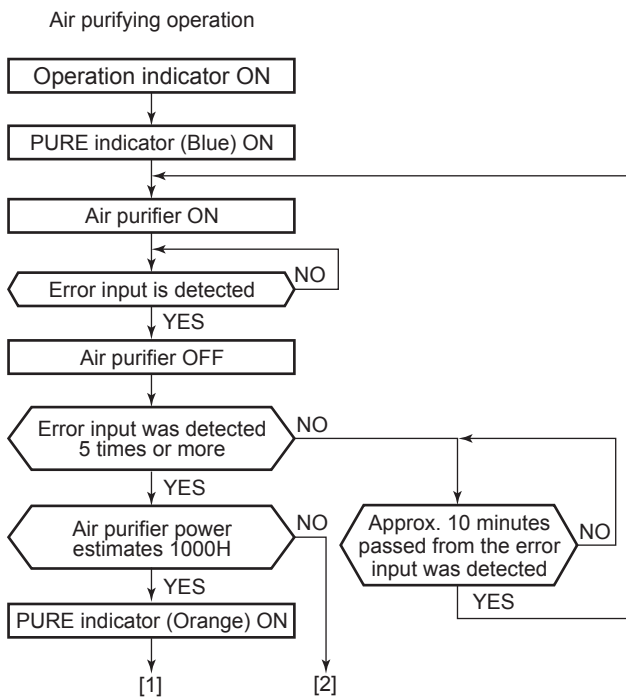 Air purifying operation
Operation indicator ON
PURE indicator (Blue) ON
Air purifier ON
Error input is detected
NO
YES
Air purifier OFF
Error input was detected
5 times or more
NO
YES
Air purifier power
estimates 1000H
NO
YES
Approx. 10 minutes
passed from the error
input was detected
NO
YES
PURE indicator (Orange) ON
[1]
[2]